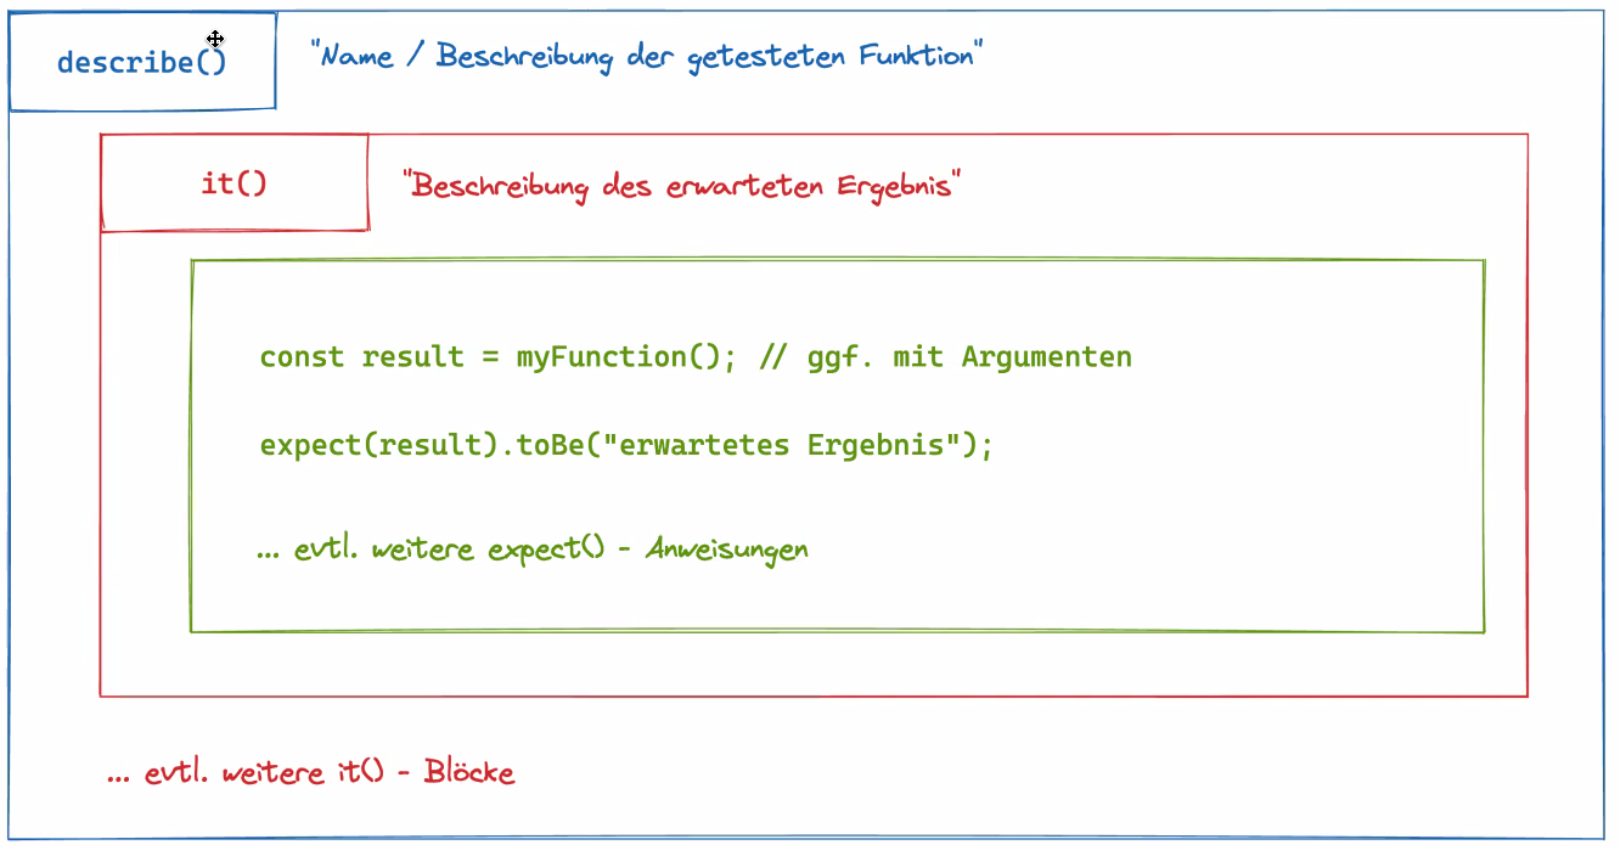 describe() "Name / Beschreibung der getesteten Funktion"
it() "Beschreibung des erwarteten Ergebnis"
const result = myFunction(); // ggf. mit Argumenten
expect(result).toBe("erwartetes Ergebnis");
... evtl. weitere expect() - Anweisungen
... evtl. weitere it() - Blöcke